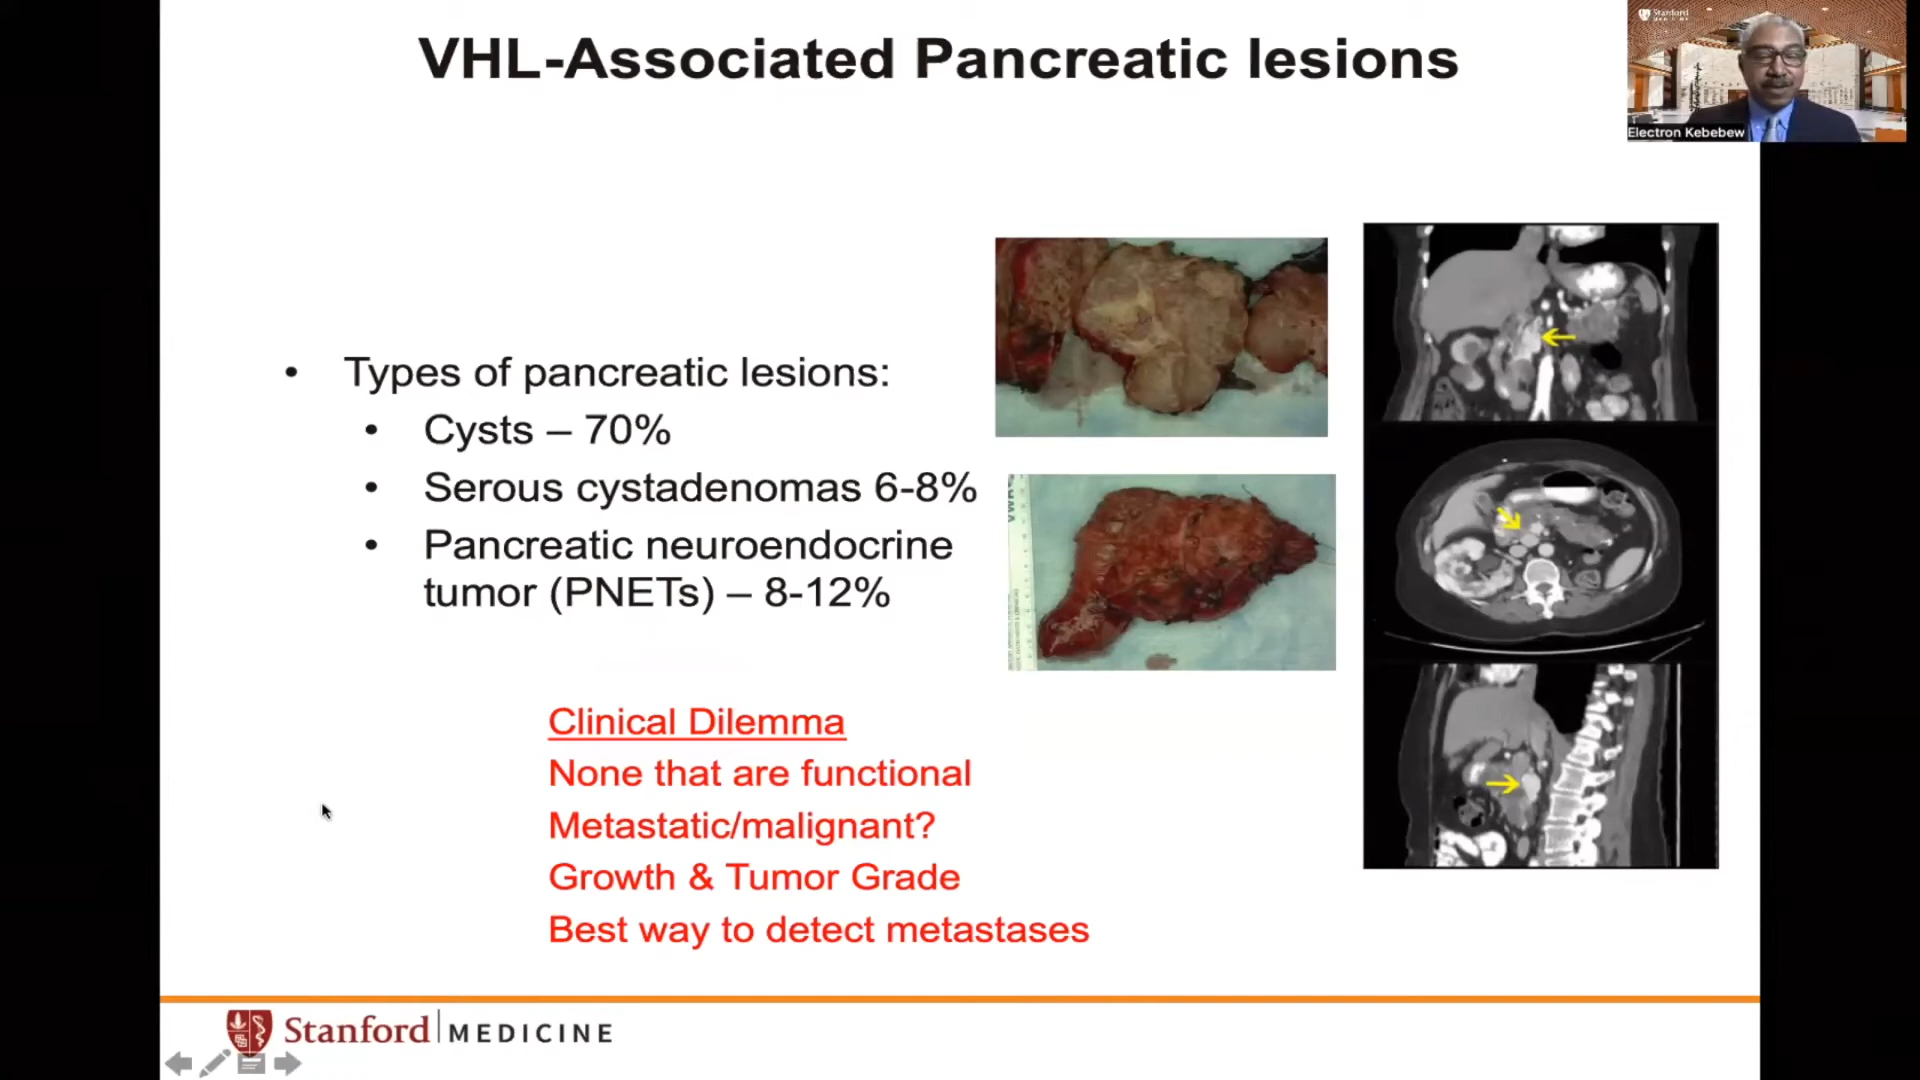 VHL-Associated Pancreatic lesions
Stanford
MEDICINE
Electron Kebebew
• Types of pancreatic lesions:
• Cysts – 70%
• Serous cystadenomas 6-8%
• Pancreatic neuroendocrine
tumor (PNETs) – 8-12%
Clinical Dilemma
None that are functional
Metastatic/malignant?
Growth & Tumor Grade
Best way to detect metastases
Stanford MEDICINE